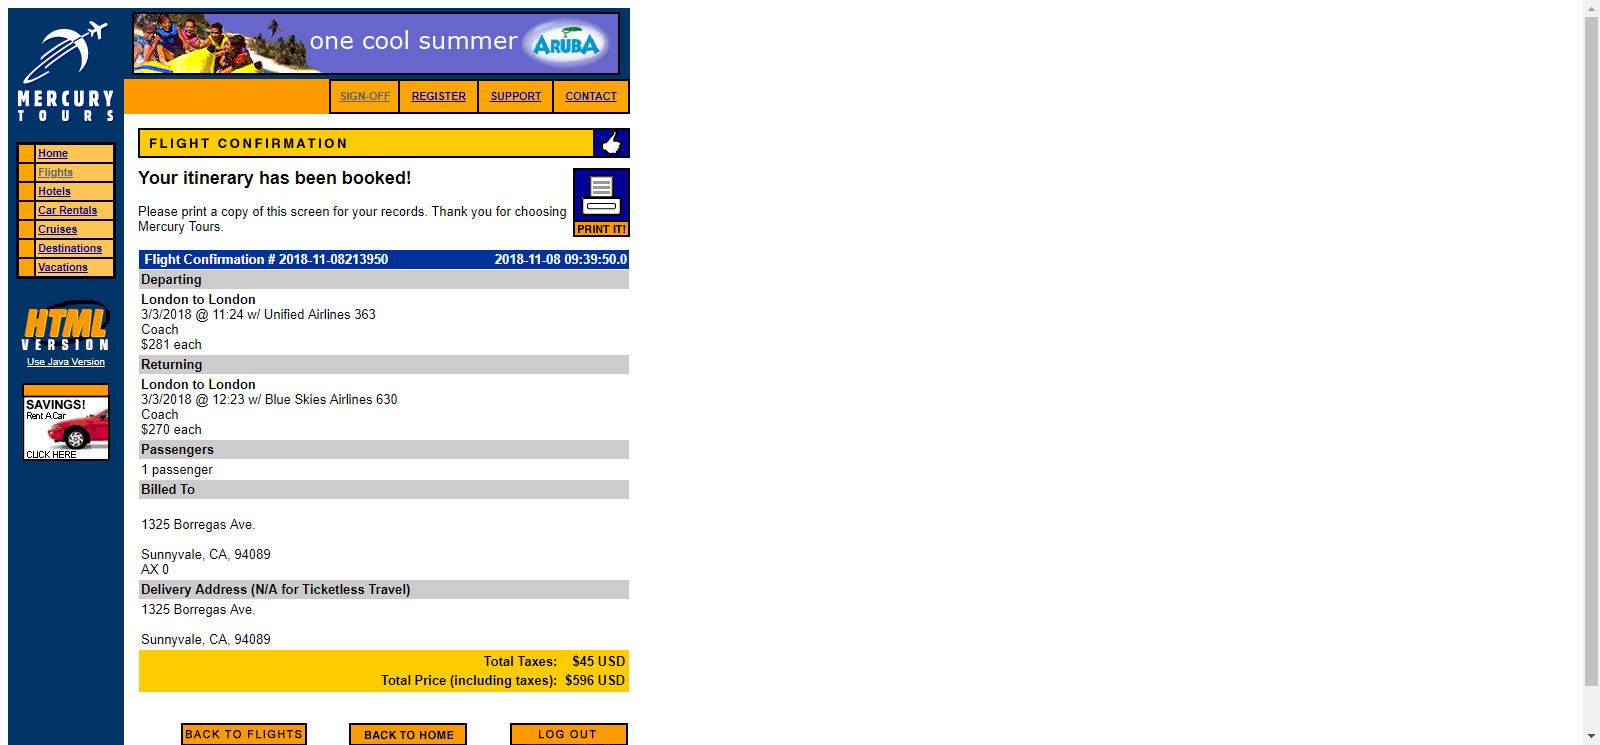 one cool summer ARUBA
MERCURY
TOURS
SIGN-OFF REGISTER SUPPORT CONTACT
Home
Flights
Hotels
Car Rentals
Cruises
Destinations
Vacations
HTML
VERSION
Use Java Version
SAVINGS!
Rent A Car
CLICK HERE
FLIGHT CONFIRMATION
Your itinerary has been booked!
Please print a copy of this screen for your records. Thank you for choosing
Mercury Tours.
PRINT IT!
Flight Confirmation # 2018-11-08213950 2018-11-08 09:39:50.0
Departing
London to London
3/3/2018 @ 11:24 w/ Unified Airlines 363
Coach
$281 each
Returning
London to London
3/3/2018 @ 12:23 w/ Blue Skies Airlines 630
Coach
$270 each
Passengers
1 passenger
Billed To
1325 Borregas Ave.
Sunnyvale, CA, 94089
AX 0
Delivery Address (N/A for Ticketless Travel)
1325 Borregas Ave.
Sunnyvale, CA, 94089
Total Taxes: $45 USD
Total Price (including taxes): $596 USD
BACK TO FLIGHTS BACK TO HOME LOG OUT